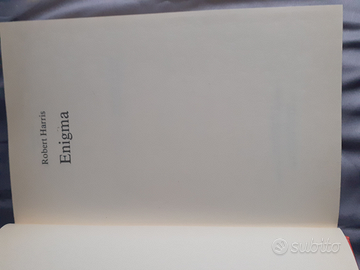 Robert Harris
Enigma
subito